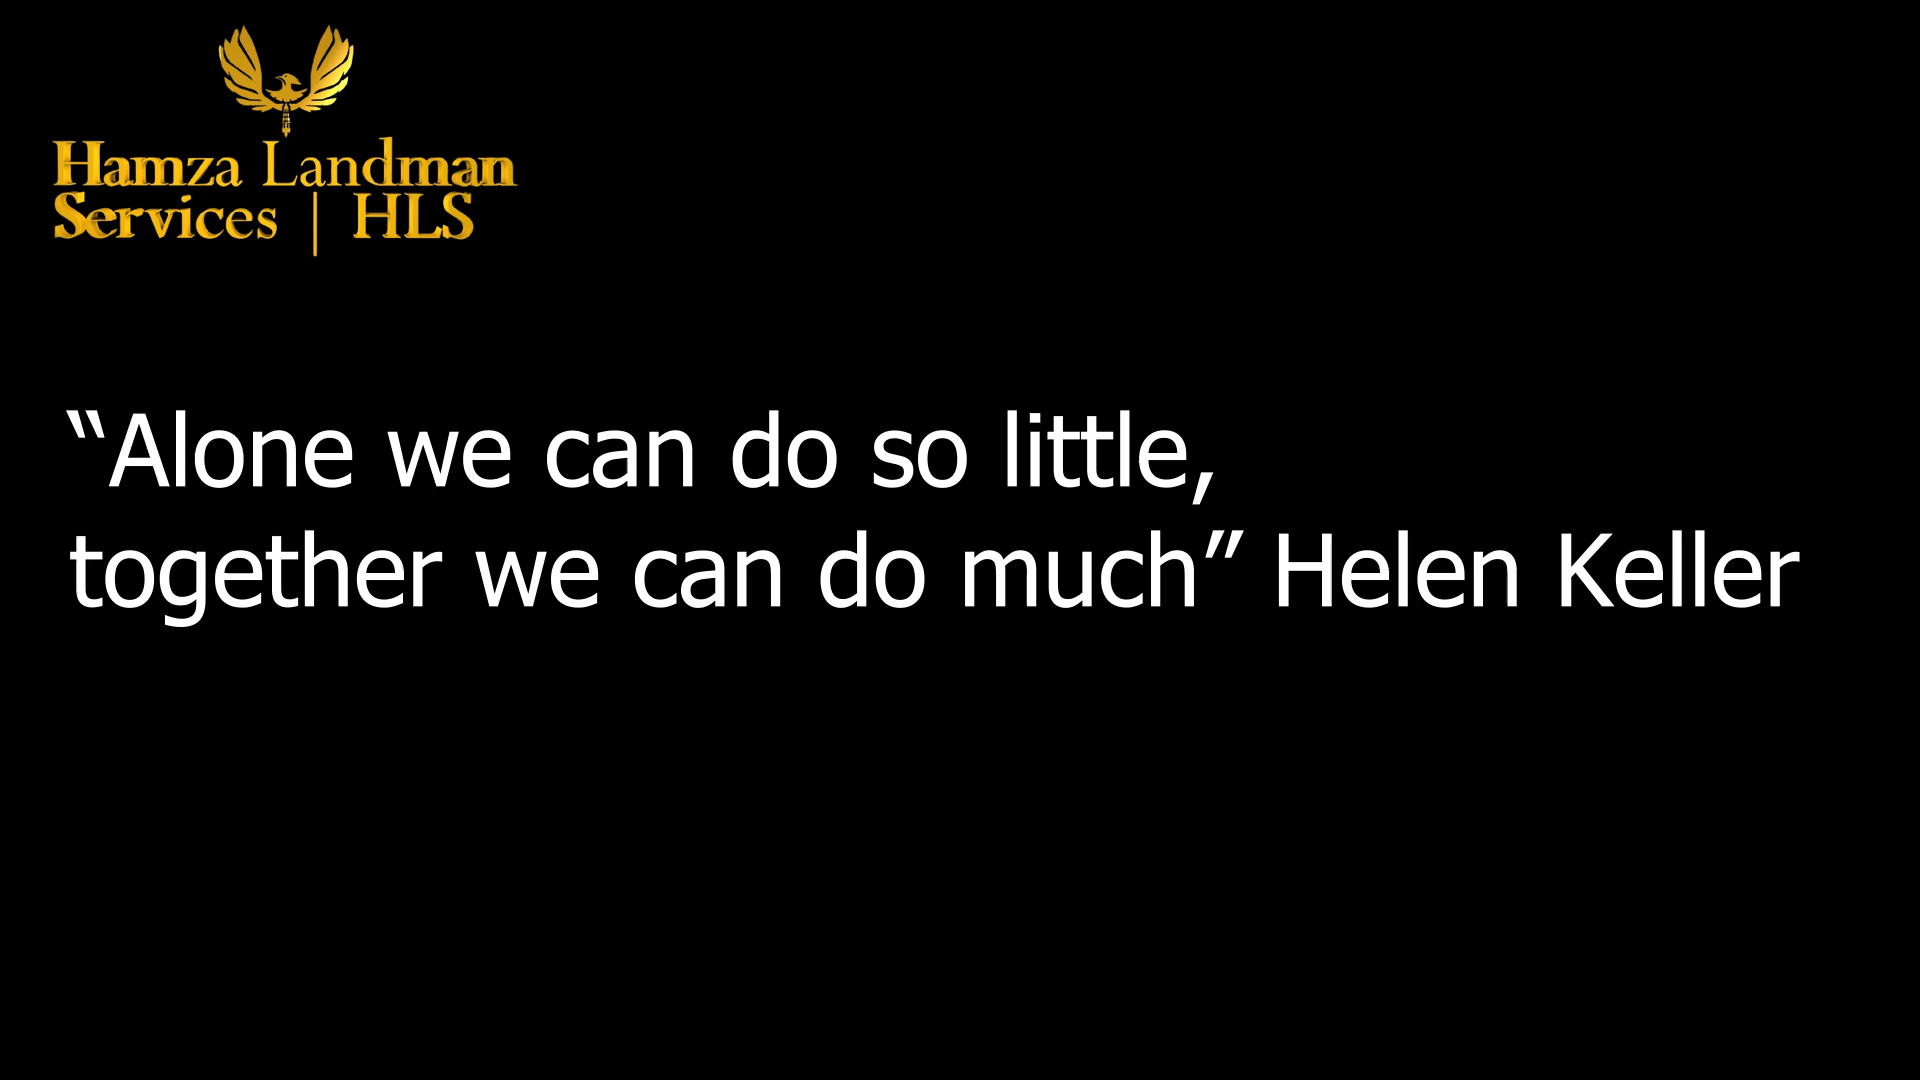 Hamza Landman
Services | HLS
“Alone we can do so little,
together we can do much” Helen Keller